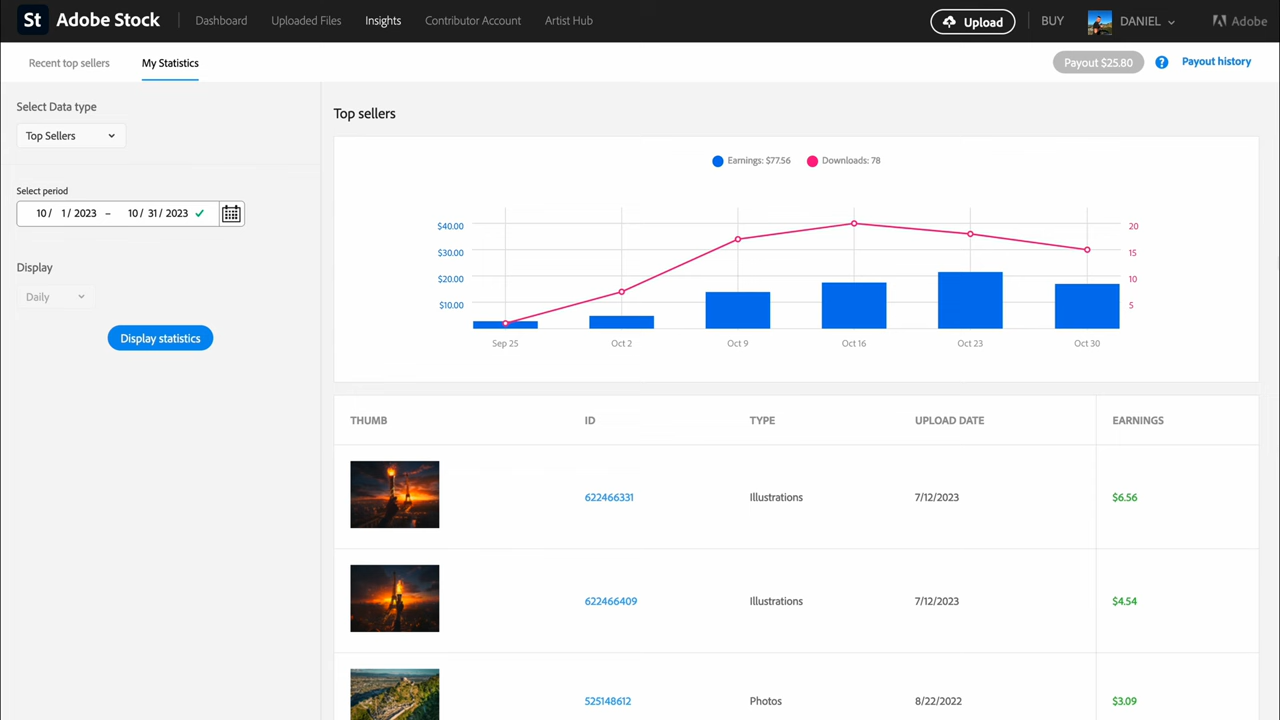 St Adobe Stock Dashboard Uploaded Files Insights Contributor Account Artist Hub Upload BUY DANIEL Adobe
Recent top sellers My Statistics Payout $25.80 ? Payout history
Select Data type
Top Sellers
Select period
10/ 1/ 2023 – 10/ 31/ 2023
Display
Daily
Display statistics
Top sellers
Earnings: $77.56 Downloads: 78
$40.00 20
$30.00 15
$20.00 10
$10.00 5
Sep 25 Oct 2 Oct 9 Oct 16 Oct 23 Oct 30
THUMB ID TYPE UPLOAD DATE EARNINGS
622466331 Illustrations 7/12/2023 $6.56
622466409 Illustrations 7/12/2023 $4.54
525148612 Photos 8/22/2022 $3.09